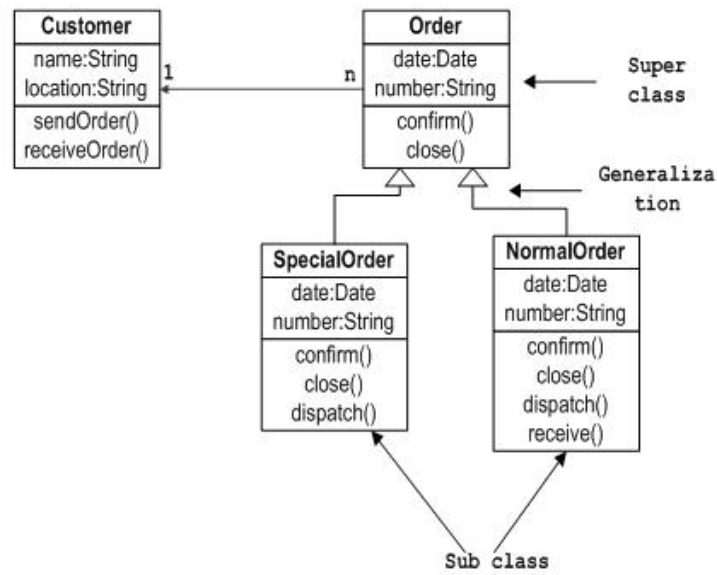 Customer
name:String
location:String
sendOrder()
receiveOrder()
1
n
Order
date:Date
number:String
confirm()
close()
Super
class
Generaliza
tion
SpecialOrder
date:Date
number:String
confirm()
close()
dispatch()
NormalOrder
date:Date
number:String
confirm()
close()
dispatch()
receive()
Sub class